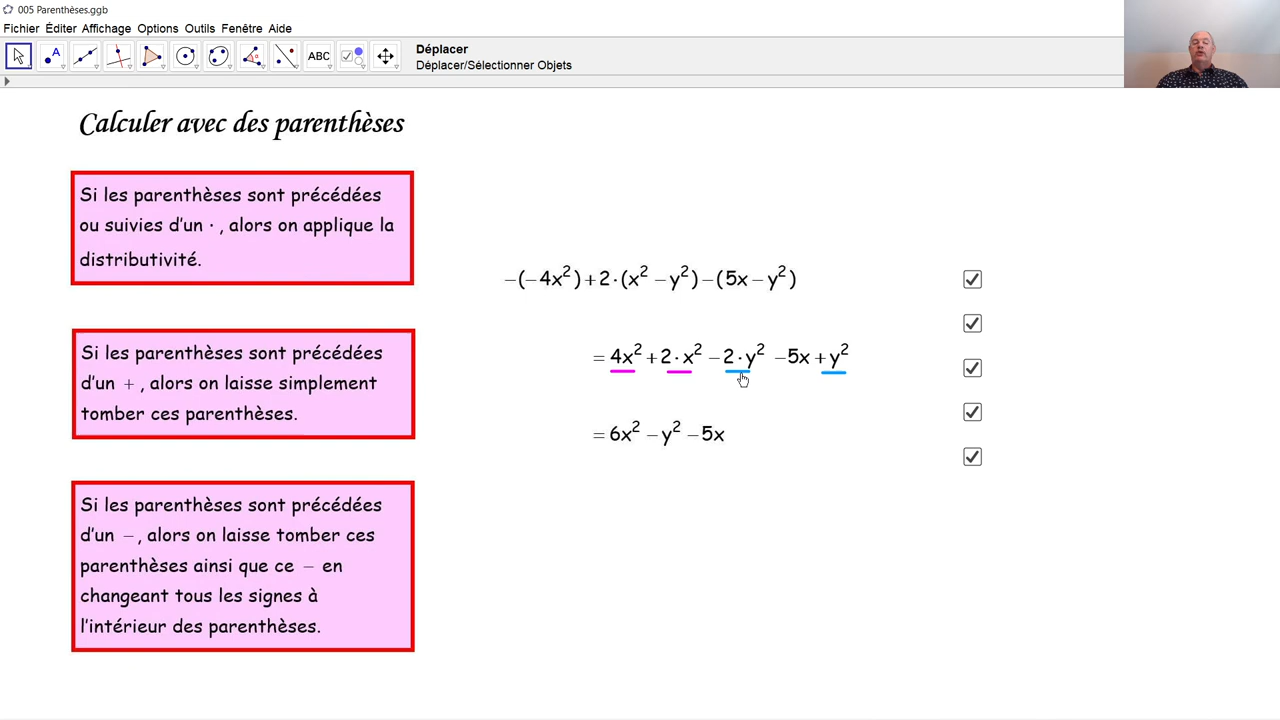 005 Parenthèses.ggb
Fichier Éditer Affichage Options Outils Fenêtre Aide
A
ABC
Déplacer
Déplacer/Sélectionner Objets
Calculer avec des parenthèses
Si les parenthèses sont précédées
ou suivies d'un · , alors on applique la
distributivité.
Si les parenthèses sont précédées
d'un + , alors on laisse simplement
tomber ces parenthèses.
Si les parenthèses sont précédées
d'un −, alors on laisse tomber ces
parenthèses ainsi que ce − en
changeant tous les signes à
l'intérieur des parenthèses.
−(−4x²)+2·(x²−y²)−(5x−y²)
=4x²+2·x²−2·y²−5x+y²
=6x²−y²−5x